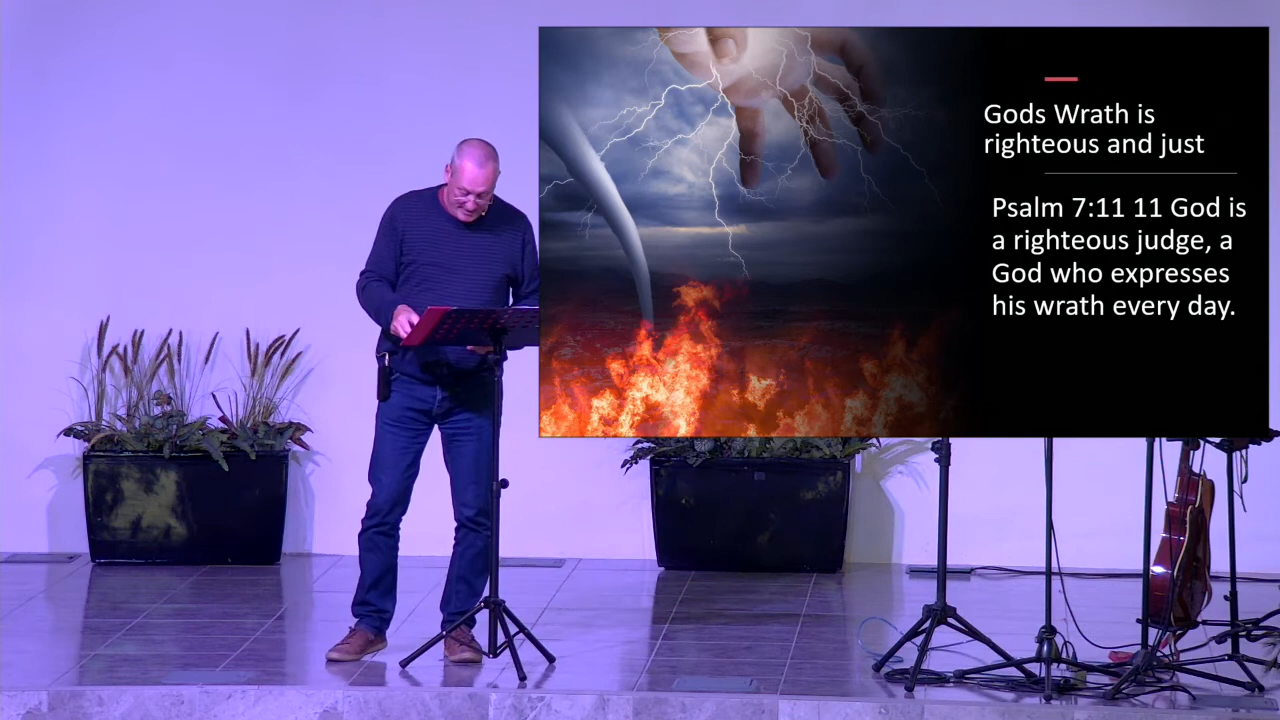 Gods Wrath is
righteous and just
Psalm 7:11 11 God is
a righteous judge, a
God who expresses
his wrath every day.